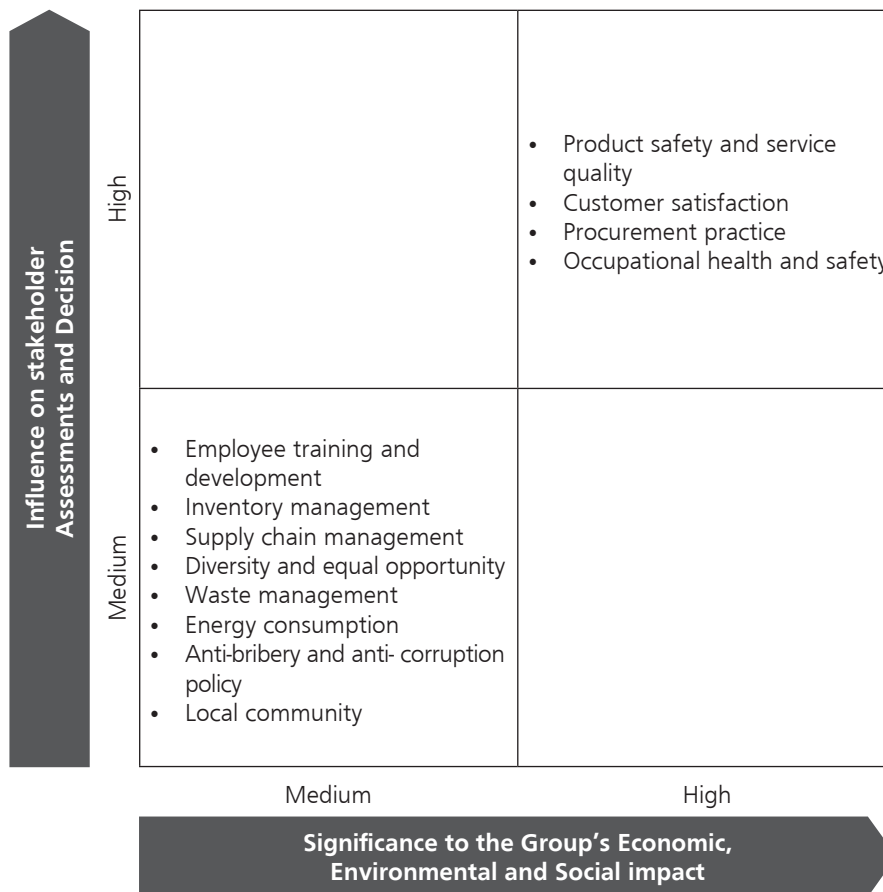 Influence on stakeholder
Assessments and Decision
High
• Product safety and service
quality
• Customer satisfaction
• Procurement practice
• Occupational health and safety
Medium
• Employee training and
development
• Inventory management
• Supply chain management
• Diversity and equal opportunity
• Waste management
• Energy consumption
• Anti-bribery and anti- corruption
policy
• Local community
Medium
High
Significance to the Group’s Economic,
Environmental and Social impact